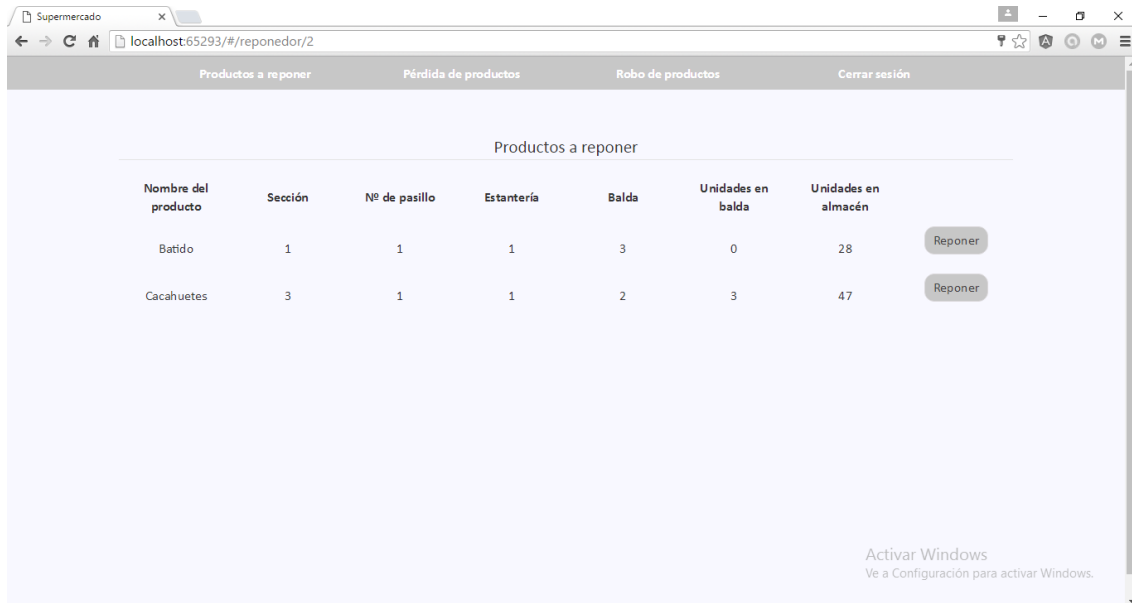 Supermercado
localhost:65293/#/reponedor/2
Productos a reponer Pérdida de productos Robo de productos Cerrar sesión
Productos a reponer
Nombre del producto Sección Nº de pasillo Estantería Balda Unidades en balda Unidades en almacén
Batido 1 1 1 3 0 28 Reponer
Cacahuetes 3 1 1 2 3 47 Reponer
Activar Windows
Ve a Configuración para activar Windows.